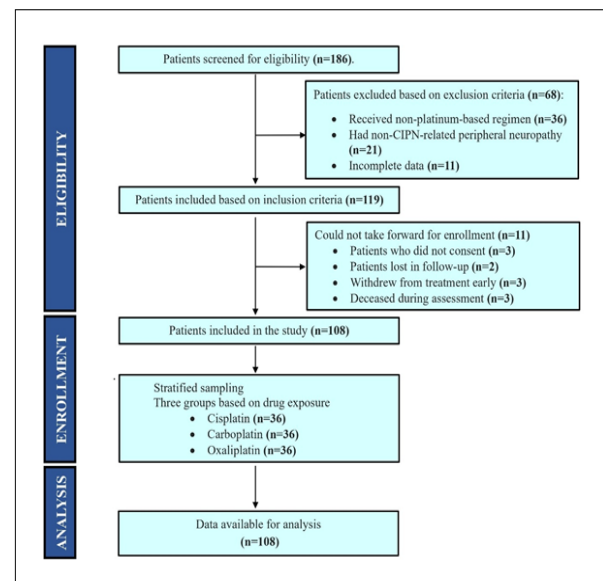 ELIGIBILITY
Patients screened for eligibility (n=186).
Patients excluded based on exclusion criteria (n=68):
• Received non-platinum-based regimen (n=36)
• Had non-CIPN-related peripheral neuropathy
(n=21)
• Incomplete data (n=11)
Patients included based on inclusion criteria (n=119)
Could not take forward for enrollment (n=11)
• Patients who did not consent (n=3)
• Patients lost in follow-up (n=2)
• Withdrew from treatment early (n=3)
• Deceased during assessment (n=3)
ENROLLMENT
Patients included in the study (n=108)
Stratified sampling
Three groups based on drug exposure
• Cisplatin (n=36)
• Carboplatin (n=36)
• Oxaliplatin (n=36)
ANALYSIS
Data available for analysis
(n=108)